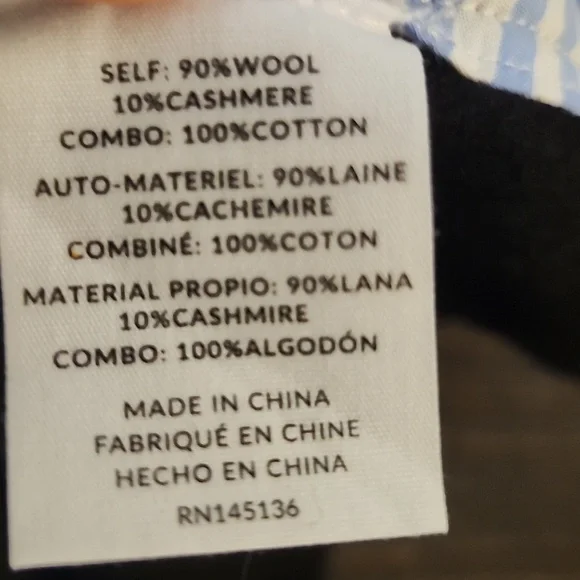 SELF: 90%WOOL
10%CASHMERE
COMBO: 100%COTTON
AUTO-MATERIEL: 90%LAINE
10%CACHEMIRE
COMBINÉ: 100%COTON
MATERIAL PROPIO: 90%LANA
10%CASHMIRE
COMBO: 100%ALGODÓN
MADE IN CHINA
FABRIQUÉ EN CHINE
HECHO EN CHINA
RN145136